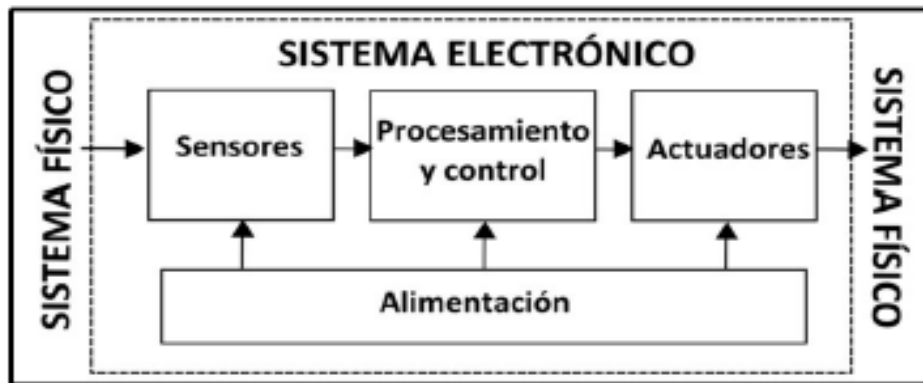 SISTEMA ELECTRÓNICO
SISTEMA FÍSICO
Sensores
Procesamiento
y control
Actuadores
SISTEMA FÍSICO
Alimentación